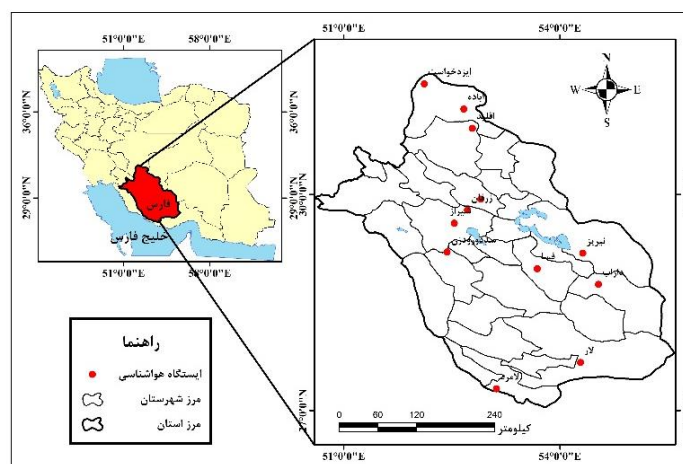 51°0'0"E 58°0'0"E
36°0'0"N
29°0'0"N
فارس
خلیج فارس
51°0'0"E 58°0'0"E
راهنما
ایستگاه هواشناسی
مرز شهرستان
مرز استان
51°0'0"E 54°0'0"E
N
W E
S
ایزدخواست
آباده
اقلید
30°0'0"N
زرقان
شیراز
نیریز
فسا
داراب
لار
لامرد
27°0'0"N
0 60 120 240
کیلومتر
51°0'0"E 54°0'0"E